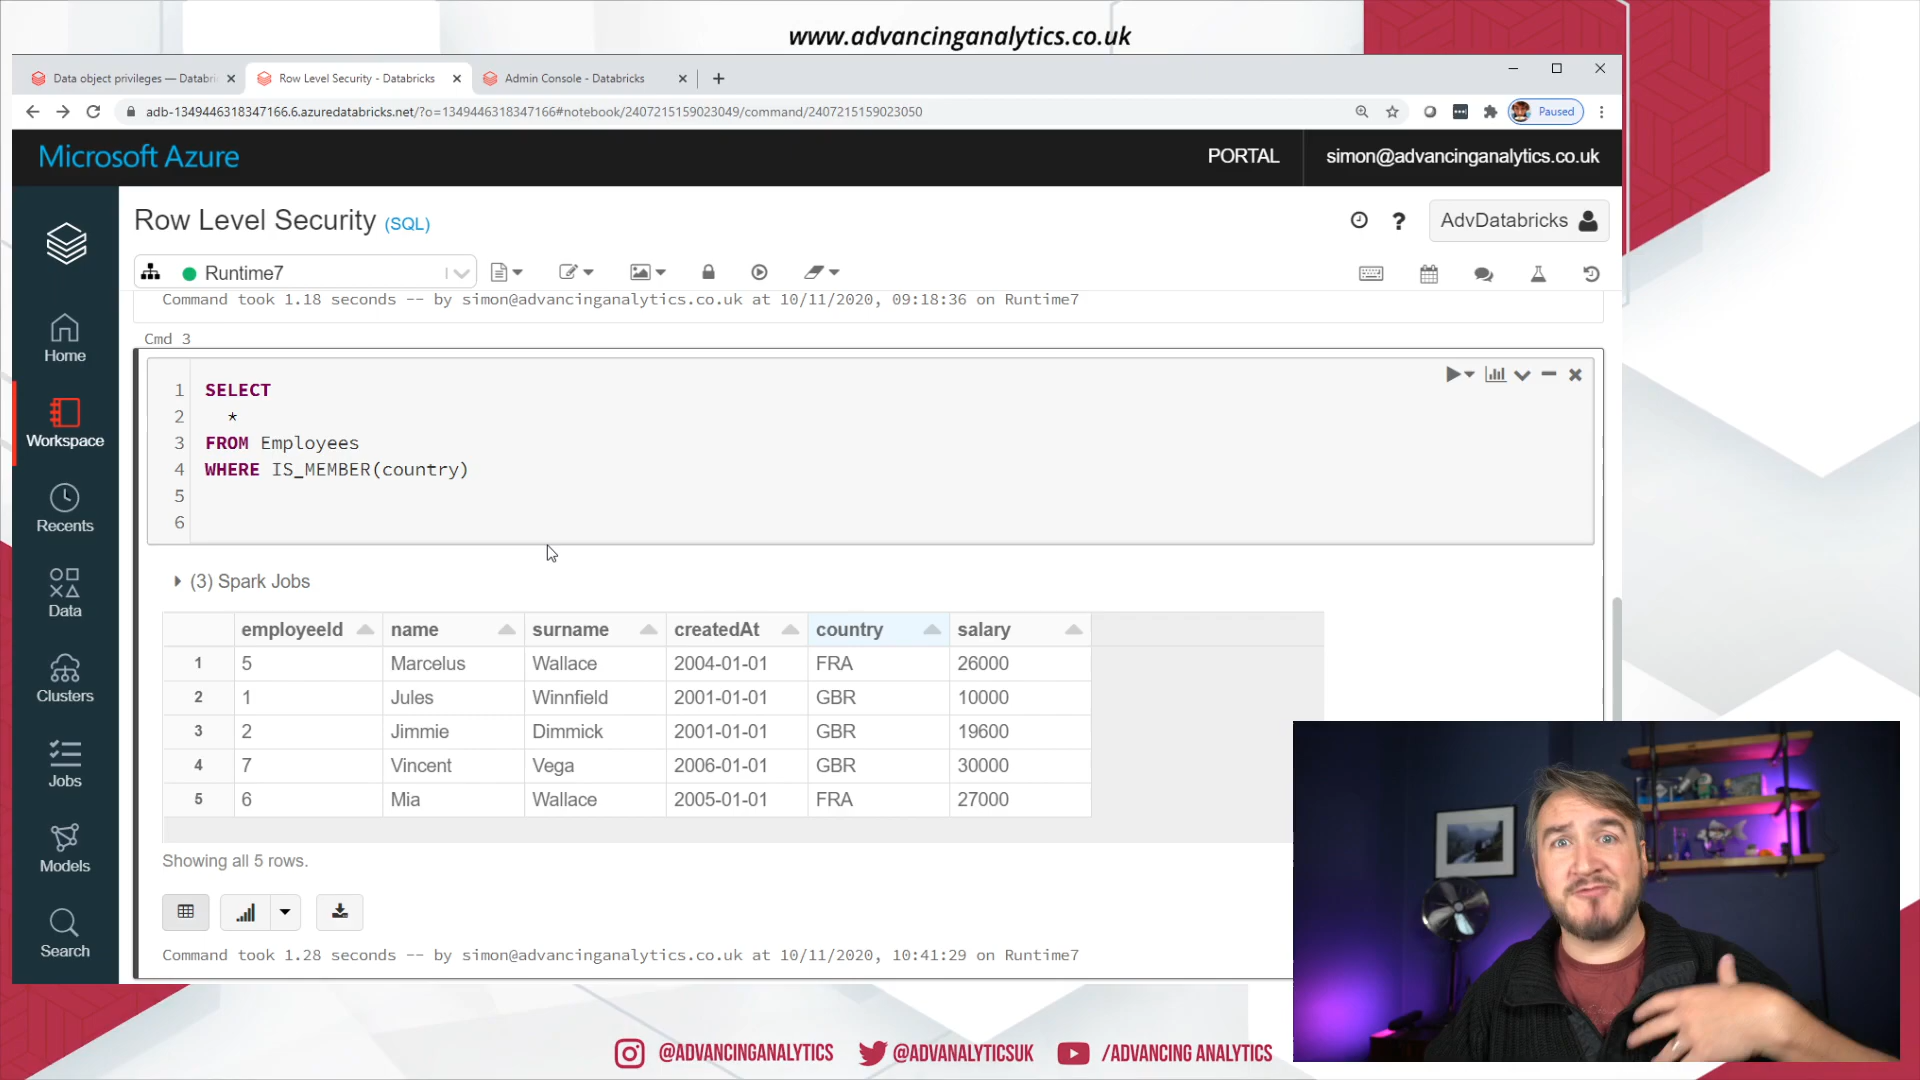 www.advancinganalytics.co.uk
Data object privileges — Databri
Row Level Security - Databricks
Admin Console - Databricks
adb-1349446318347166.6.azuredatabricks.net/?o=1349446318347166#notebook/2407215159023049/command/2407215159023050
Paused
Microsoft Azure
PORTAL
simon@advancinganalytics.co.uk
Row Level Security (SQL)
AdvDatabricks
Runtime7
Command took 1.18 seconds -- by simon@advancinganalytics.co.uk at 10/11/2020, 09:18:36 on Runtime7
Cmd 3
1 SELECT
2 *
3 FROM Employees
4 WHERE IS_MEMBER(country)
5
6
(3) Spark Jobs
employeeId name surname createdAt country salary
1 5 Marcelus Wallace 2004-01-01 FRA 26000
2 1 Jules Winnfield 2001-01-01 GBR 10000
3 2 Jimmie Dimmick 2001-01-01 GBR 19600
4 7 Vincent Vega 2006-01-01 GBR 30000
5 6 Mia Wallace 2005-01-01 FRA 27000
Showing all 5 rows.
Command took 1.28 seconds -- by simon@advancinganalytics.co.uk at 10/11/2020, 10:41:29 on Runtime7
Home
Workspace
Recents
Data
Clusters
Jobs
Models
Search
@ADVANCINGANALYTICS
@ADVANALYTICSUK
/ADVANCING ANALYTICS